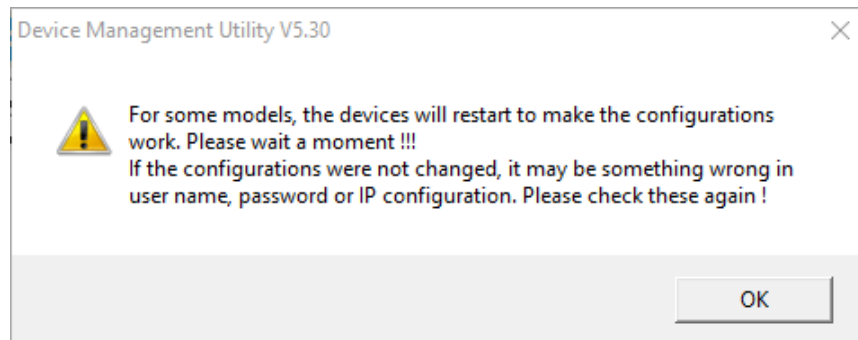 Device Management Utility V5.30
For some models, the devices will restart to make the configurations
work. Please wait a moment !!!
If the configurations were not changed, it may be something wrong in
user name, password or IP configuration. Please check these again !
OK